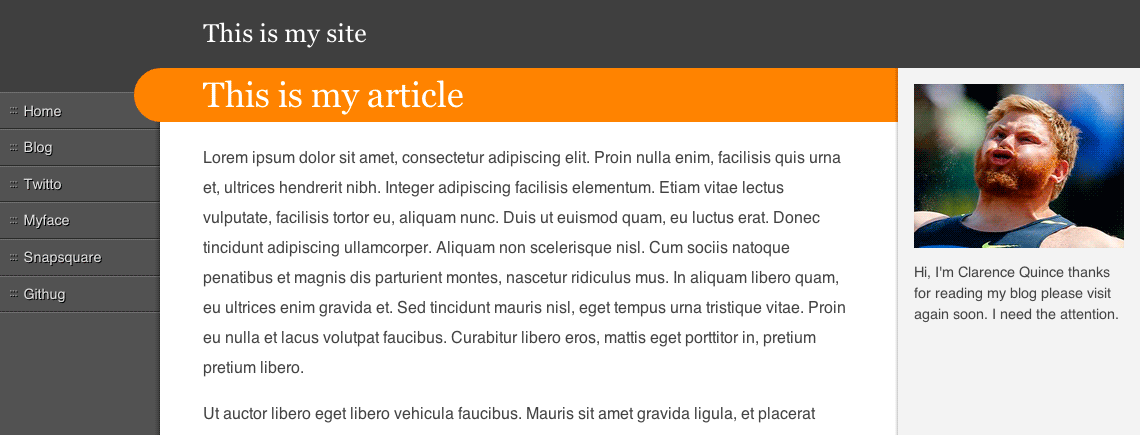 This is my site
This is my article
Home
Blog
Twitto
Myface
Snapsquare
Githug
Lorem ipsum dolor sit amet, consectetur adipiscing elit. Proin nulla enim, facilisis quis urna
et, ultrices hendrerit nibh. Integer adipiscing facilisis elementum. Etiam vitae lectus
vulputate, facilisis tortor eu, aliquam nunc. Duis ut euismod quam, eu luctus erat. Donec
tincidunt adipiscing ullamcorper. Aliquam non scelerisque nisl. Cum sociis natoque
penatibus et magnis dis parturient montes, nascetur ridiculus mus. In aliquam libero quam,
eu ultrices enim gravida et. Sed tincidunt mauris nisl, eget tempus urna tristique vitae. Proin
eu nulla et lacus volutpat faucibus. Curabitur libero eros, mattis eget porttitor in, pretium
pretium libero.
Ut auctor libero eget libero vehicula faucibus. Mauris sit amet gravida ligula, et placerat
Hi, I'm Clarence Quince thanks
for reading my blog please visit
again soon. I need the attention.